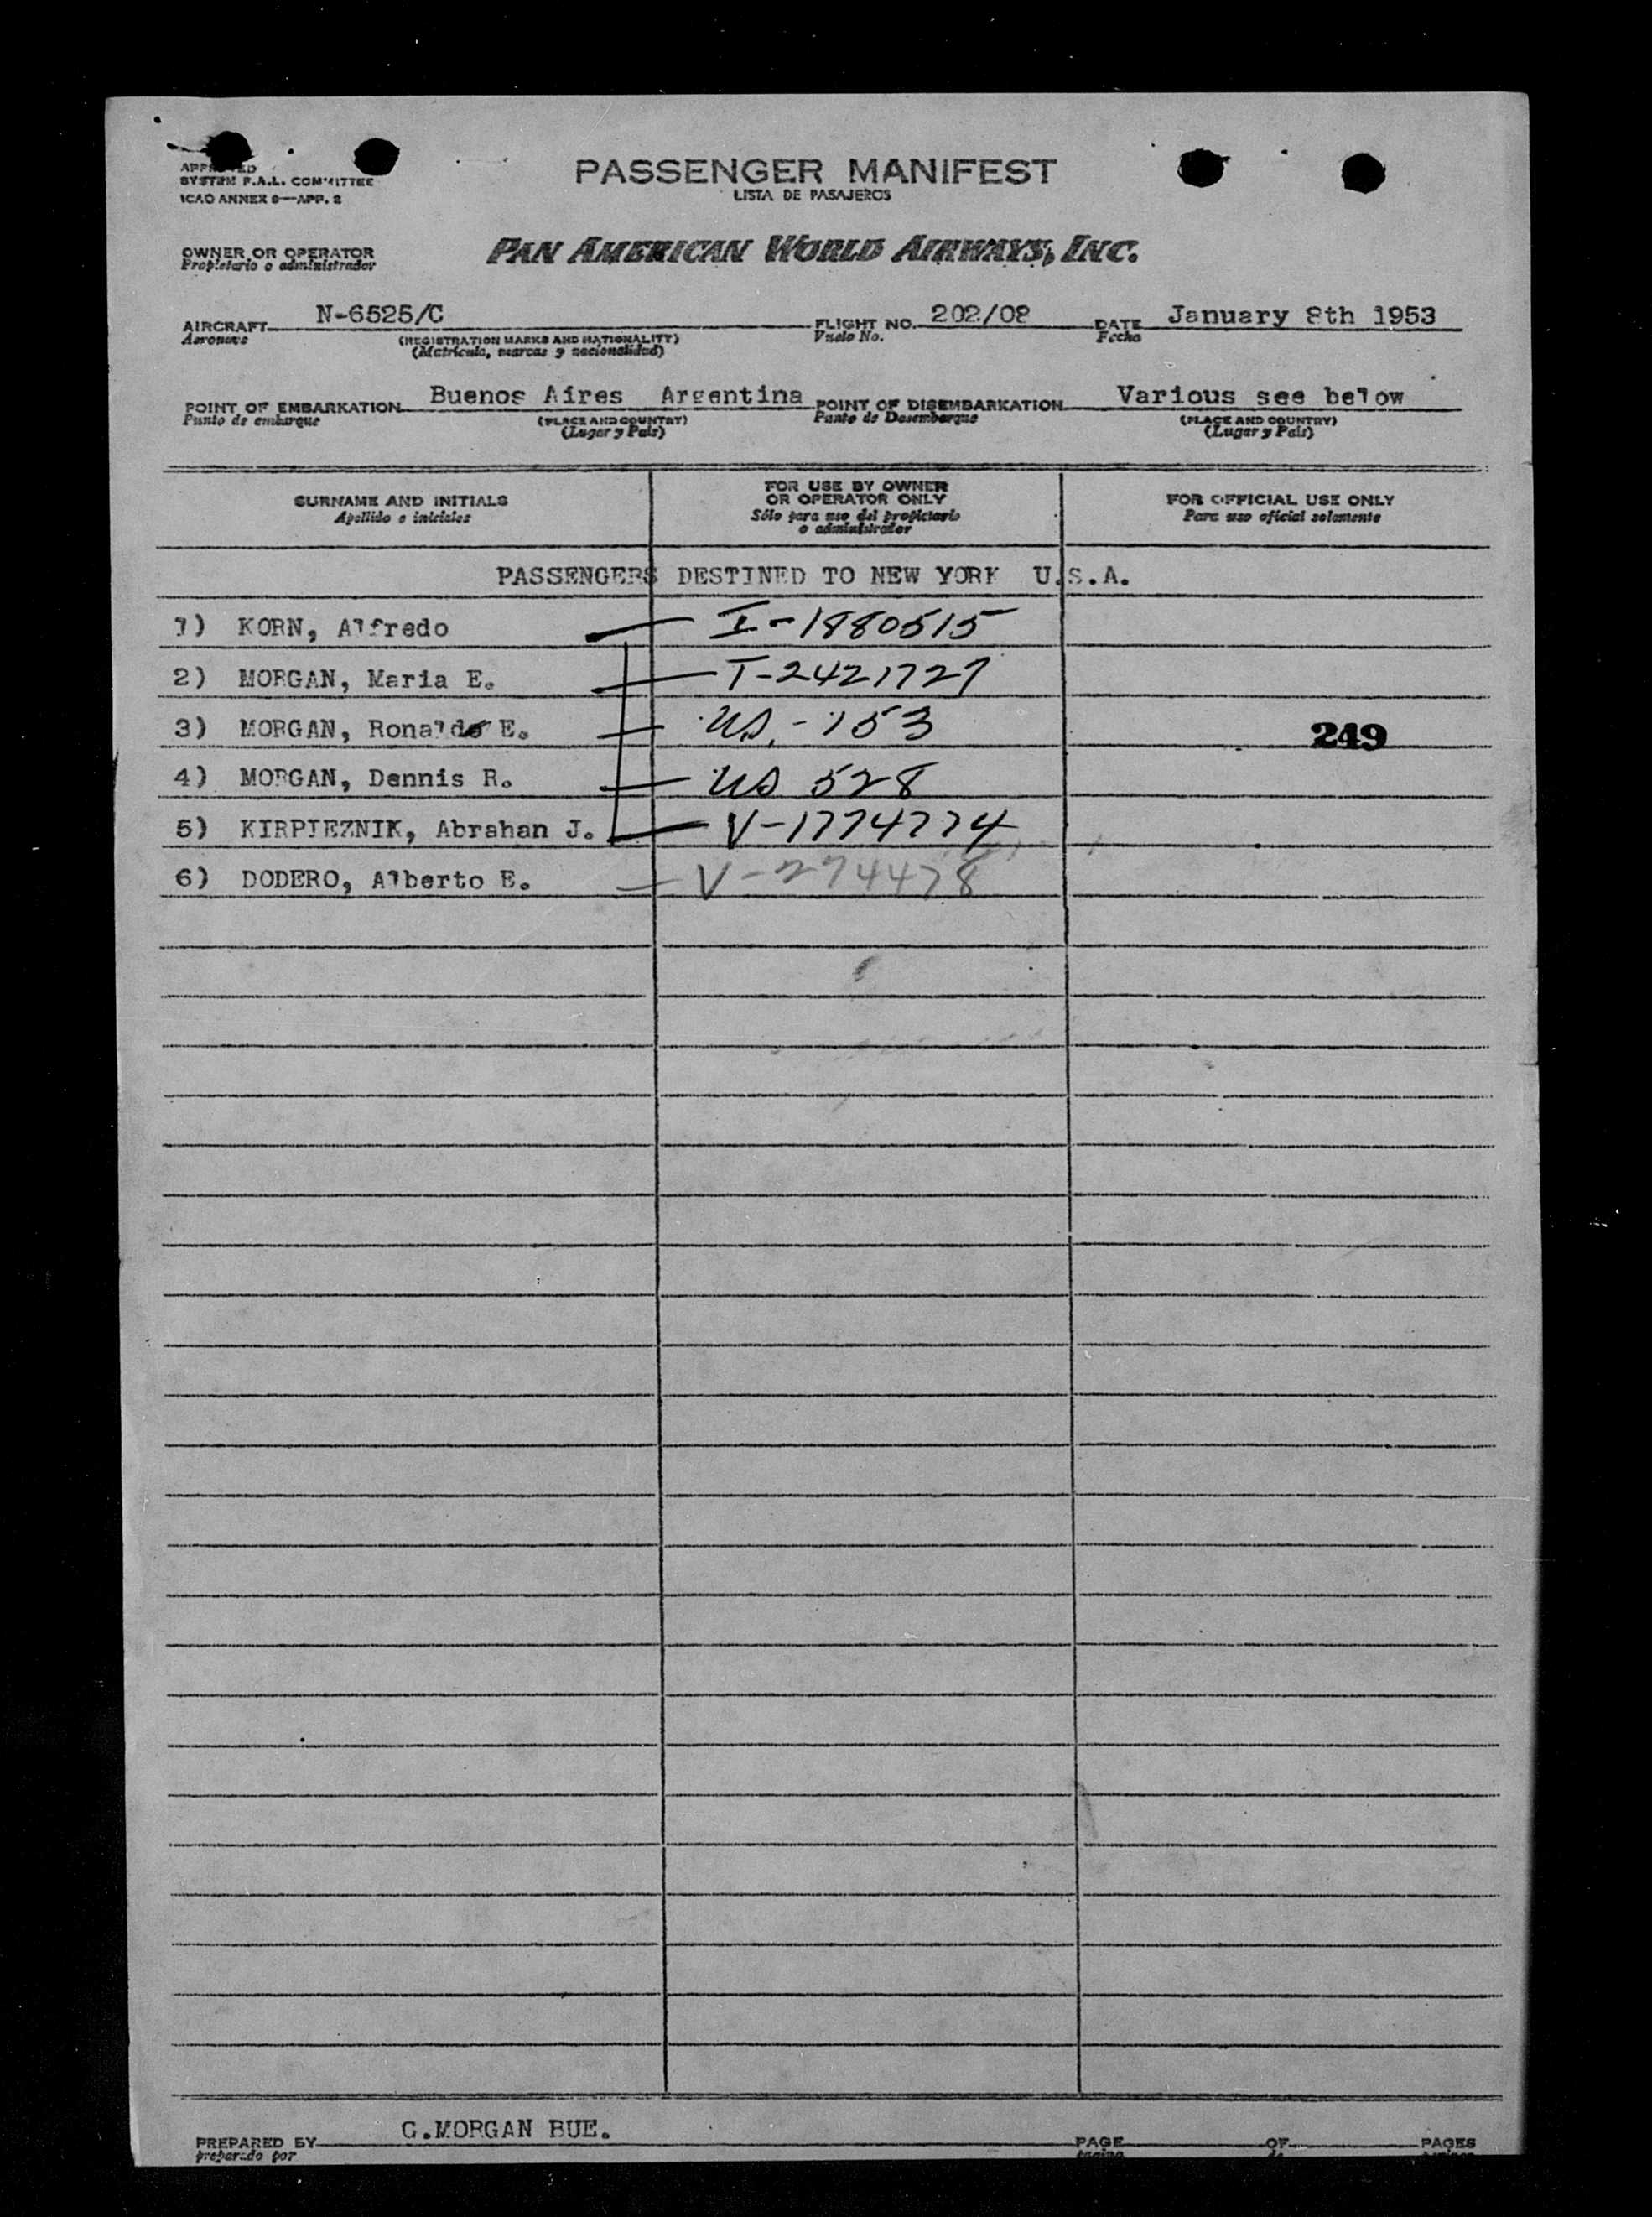 APPROVED
SYSTEM F.A.L. COMMITTEE
ICAO ANNEX 9—APP. 2
PASSENGER MANIFEST
LISTA DE PASAJEROS
OWNER OR OPERATOR
Propietario o administrador
PAN AMERICAN WORLD AIRWAYS, INC.
AIRCRAFT N-6525/C FLIGHT NO. 202/08 DATE January 8th 1953
Aeronave (REGISTRATION MARKS AND NATIONALITY) Vuelo No. Fecha
(Matrícula, marcas y nacionalidad)
POINT OF EMBARKATION Buenos Aires Argentina POINT OF DISEMBARKATION Various see below
Punto de embarque (PLACE AND COUNTRY) Punto de Desembarque (PLACE AND COUNTRY)
(Lugar y País) (Lugar y País)
SURNAME AND INITIALS
Apellido e iniciales
FOR USE BY OWNER
OR OPERATOR ONLY
Sólo para uso del propietario
o administrador
FOR OFFICIAL USE ONLY
Para uso oficial solamente
PASSENGERS DESTINED TO NEW YORK U.S.A.
1) KORN, Alfredo — I-1880515
2) MORGAN, Maria E. — T-2421727
3) MORGAN, Ronaldo E. — US.-153 249
4) MORGAN, Dennis R. — US 528
5) KIRPIEZNIK, Abrahan J. — V-1774774
6) DODERO, Alberto E. — V-274478
PREPARED BY G.MORGAN BUE. PAGE OF PAGES
preparado por página de